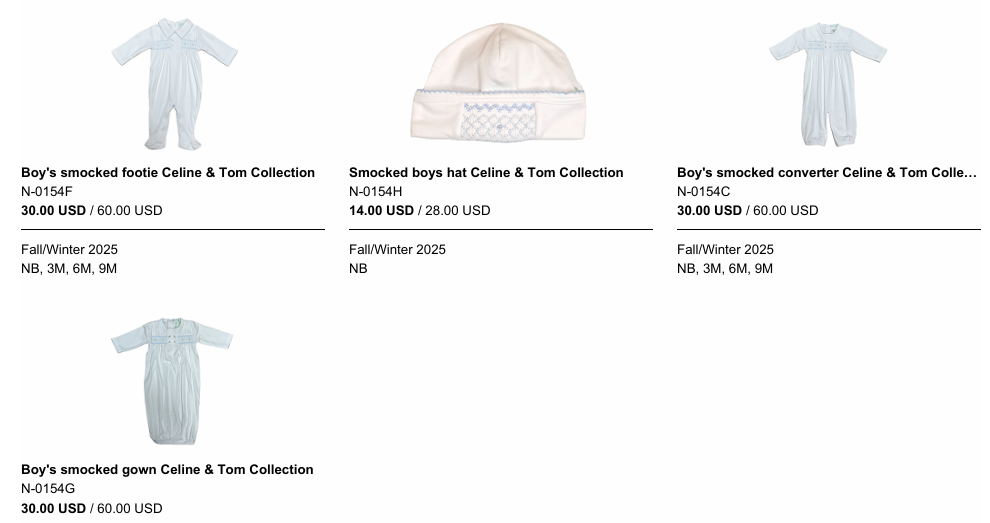 Boy's smocked footie Celine & Tom Collection
N-0154F
30.00 USD / 60.00 USD
Fall/Winter 2025
NB, 3M, 6M, 9M
Smocked boys hat Celine & Tom Collection
N-0154H
14.00 USD / 28.00 USD
Fall/Winter 2025
NB
Boy's smocked converter Celine & Tom Colle...
N-0154C
30.00 USD / 60.00 USD
Fall/Winter 2025
NB, 3M, 6M, 9M
Boy's smocked gown Celine & Tom Collection
N-0154G
30.00 USD / 60.00 USD